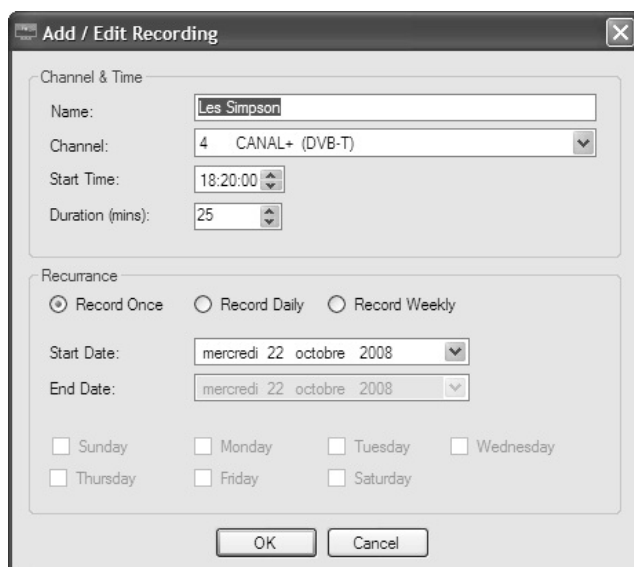 Add / Edit Recording
Channel & Time
Name: Les Simpson
Channel: 4 CANAL+ (DVB-T)
Start Time: 18:20:00
Duration (mins): 25
Recurrance
Record Once Record Daily Record Weekly
Start Date: mercredi 22 octobre 2008
End Date: mercredi 22 octobre 2008
Sunday Monday Tuesday Wednesday
Thursday Friday Saturday
OK Cancel